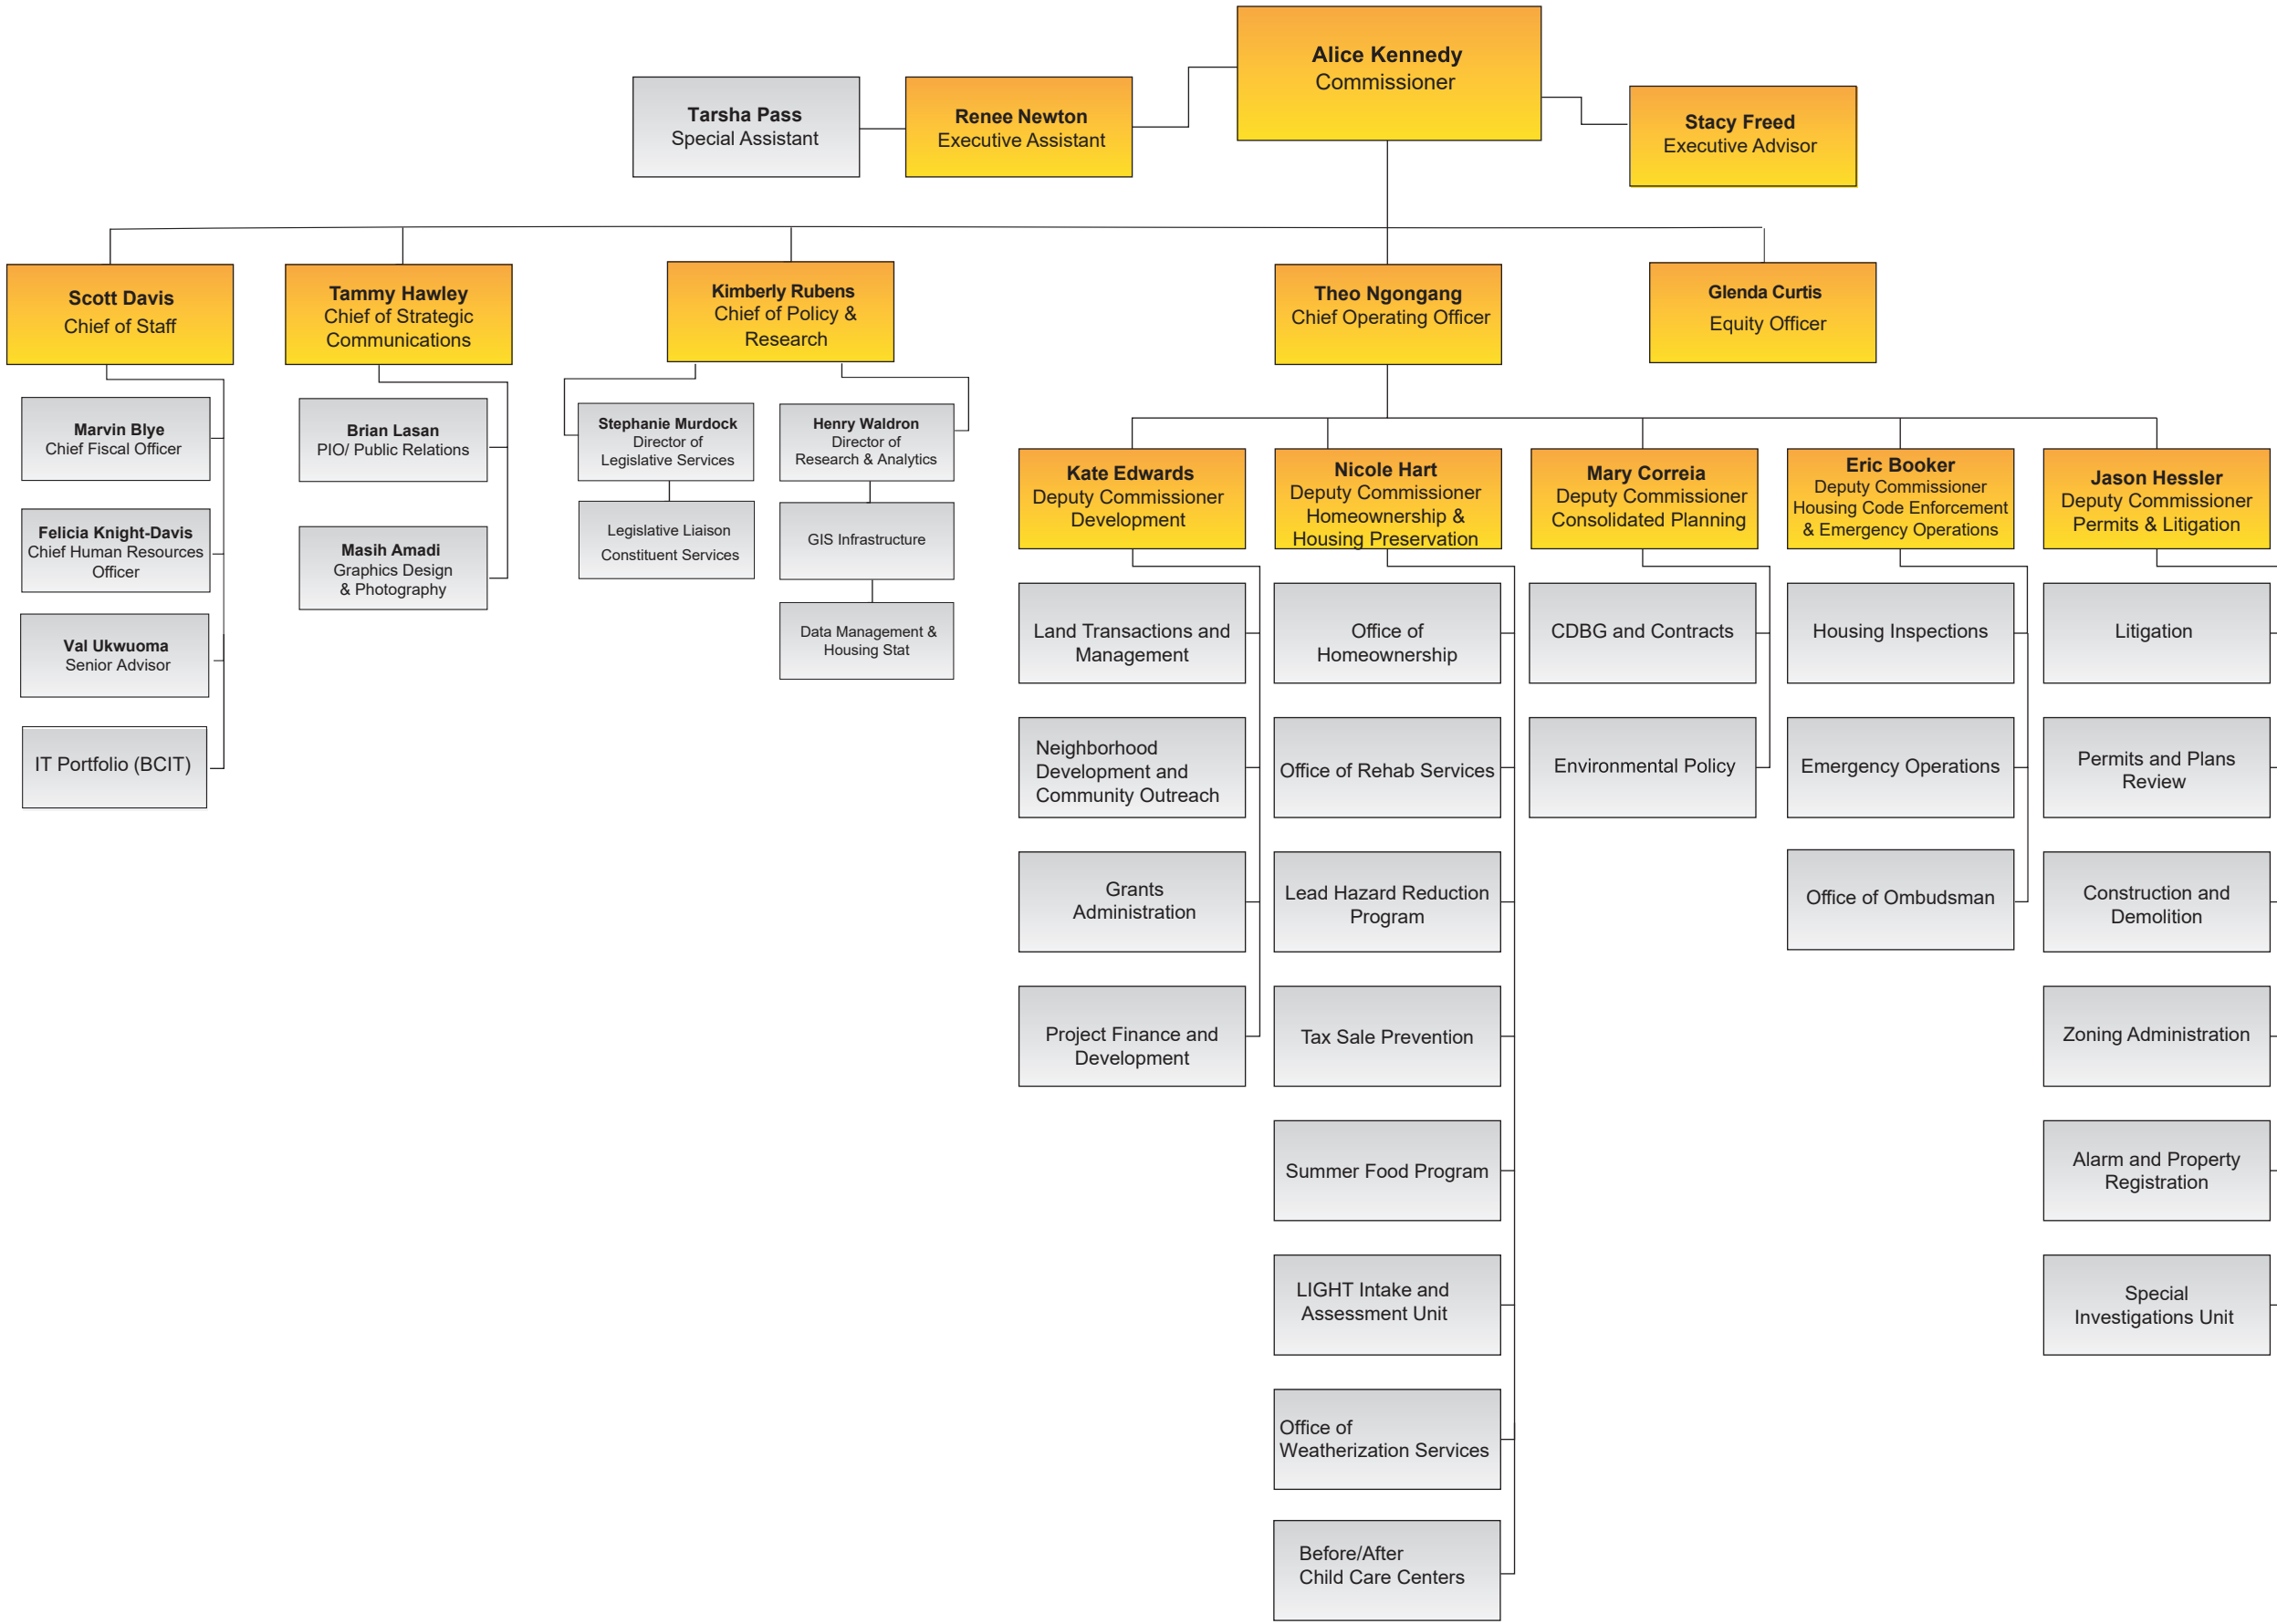 Alice Kennedy
Commissioner
Tarsha Pass
Special Assistant
Renee Newton
Executive Assistant
Stacy Freed
Executive Advisor
Scott Davis
Chief of Staff
Tammy Hawley
Chief of Strategic
Communications
Kimberly Rubens
Chief of Policy &
Research
Theo Ngongang
Chief Operating Officer
Glenda Curtis
Equity Officer
Marvin Blye
Chief Fiscal Officer
Felicia Knight-Davis
Chief Human Resources
Officer
Val Ukwuoma
Senior Advisor
IT Portfolio (BCIT)
Brian Lasan
PIO/ Public Relations
Masih Amadi
Graphics Design
& Photography
Stephanie Murdock
Director of
Legislative Services
Legislative Liaison
Constituent Services
Henry Waldron
Director of
Research & Analytics
GIS Infrastructure
Data Management &
Housing Stat
Kate Edwards
Deputy Commissioner
Development
Land Transactions and
Management
Neighborhood
Development and
Community Outreach
Grants
Administration
Project Finance and
Development
Nicole Hart
Deputy Commissioner
Homeownership &
Housing Preservation
Office of
Homeownership
Office of Rehab Services
Lead Hazard Reduction
Program
Tax Sale Prevention
Summer Food Program
LIGHT Intake and
Assessment Unit
Office of
Weatherization Services
Before/After
Child Care Centers
Mary Correia
Deputy Commissioner
Consolidated Planning
CDBG and Contracts
Environmental Policy
Eric Booker
Deputy Commissioner
Housing Code Enforcement
& Emergency Operations
Housing Inspections
Emergency Operations
Office of Ombudsman
Jason Hessler
Deputy Commissioner
Permits & Litigation
Litigation
Permits and Plans
Review
Construction and
Demolition
Zoning Administration
Alarm and Property
Registration
Special
Investigations Unit